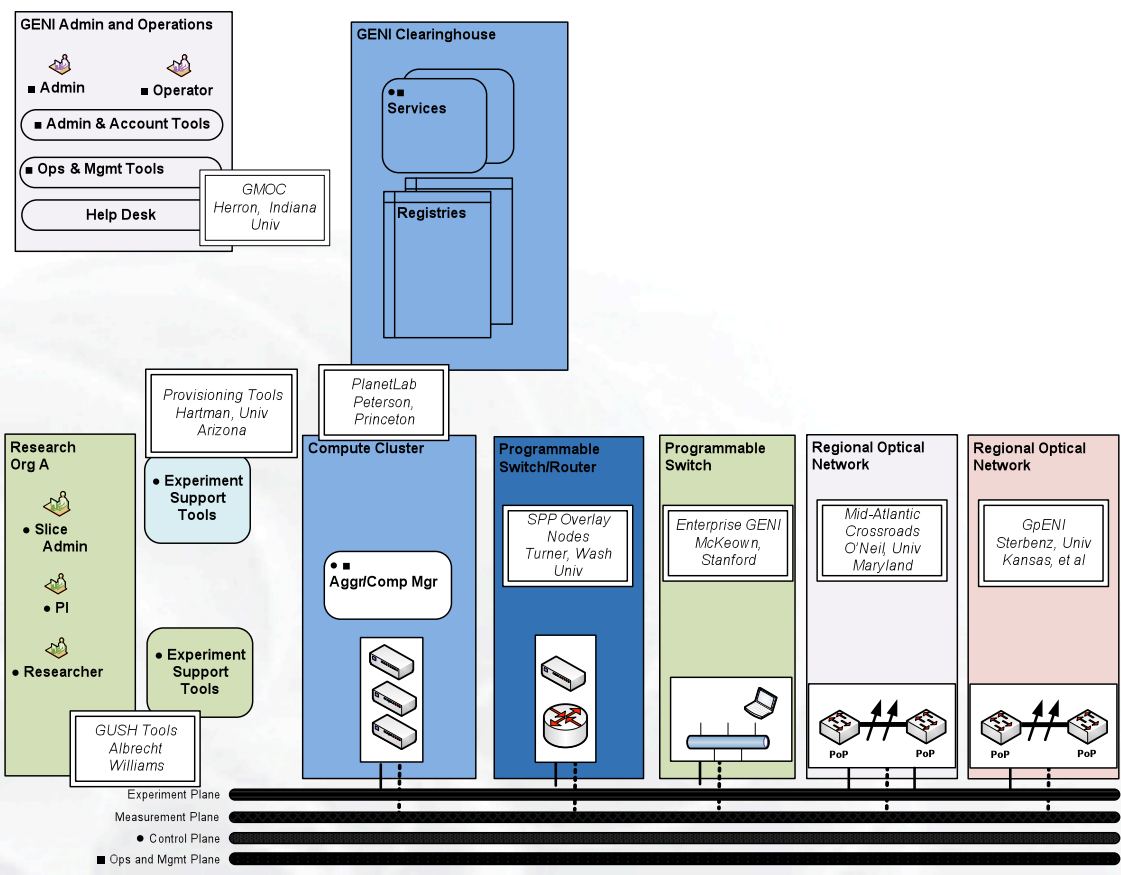 GENI Admin and Operations
■ Admin
■ Operator
■ Admin & Account Tools
■ Ops & Mgmt Tools
Help Desk
GMOC
Herron, Indiana
Univ
GENI Clearinghouse
●■
Services
Registries
Provisioning Tools
Hartman, Univ
Arizona
PlanetLab
Peterson,
Princeton
Research
Org A
● Slice
Admin
● PI
● Researcher
● Experiment
Support
Tools
● Experiment
Support
Tools
GUSH Tools
Albrecht
Williams
Compute Cluster
● ■
Aggr/Comp Mgr
Programmable
Switch/Router
SPP Overlay
Nodes
Turner, Wash
Univ
Programmable
Switch
Enterprise GENI
McKeown,
Stanford
Regional Optical
Network
Mid-Atlantic
Crossroads
O'Neil, Univ
Maryland
PoP
PoP
Regional Optical
Network
GpENI
Sterbenz, Univ
Kansas, et al
PoP
PoP
Experiment Plane
Measurement Plane
● Control Plane
■ Ops and Mgmt Plane